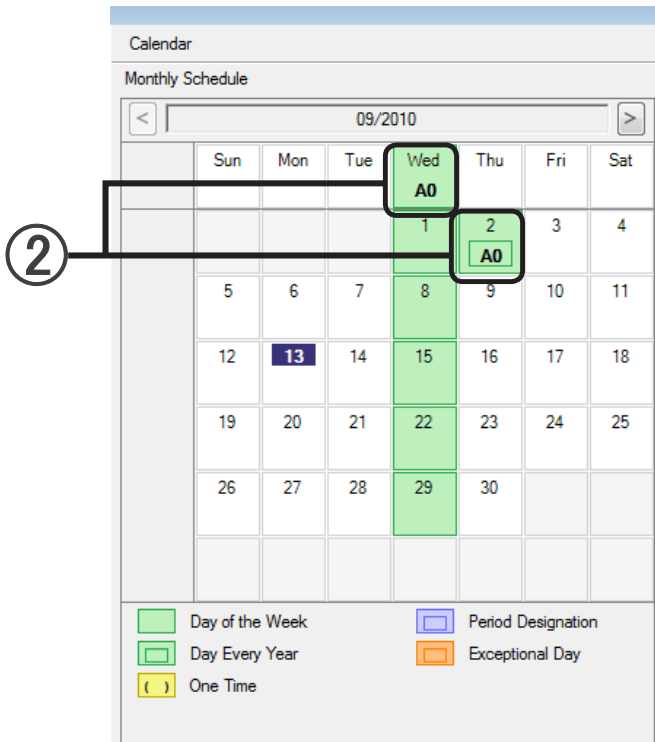 Calendar
Monthly Schedule
< 09/2010 >
Sun Mon Tue Wed Thu Fri Sat
A0
1 2 3 4
A0
5 6 7 8 9 10 11
12 13 14 15 16 17 18
19 20 21 22 23 24 25
26 27 28 29 30
Day of the Week Period Designation
Day Every Year Exceptional Day
( ) One Time
2